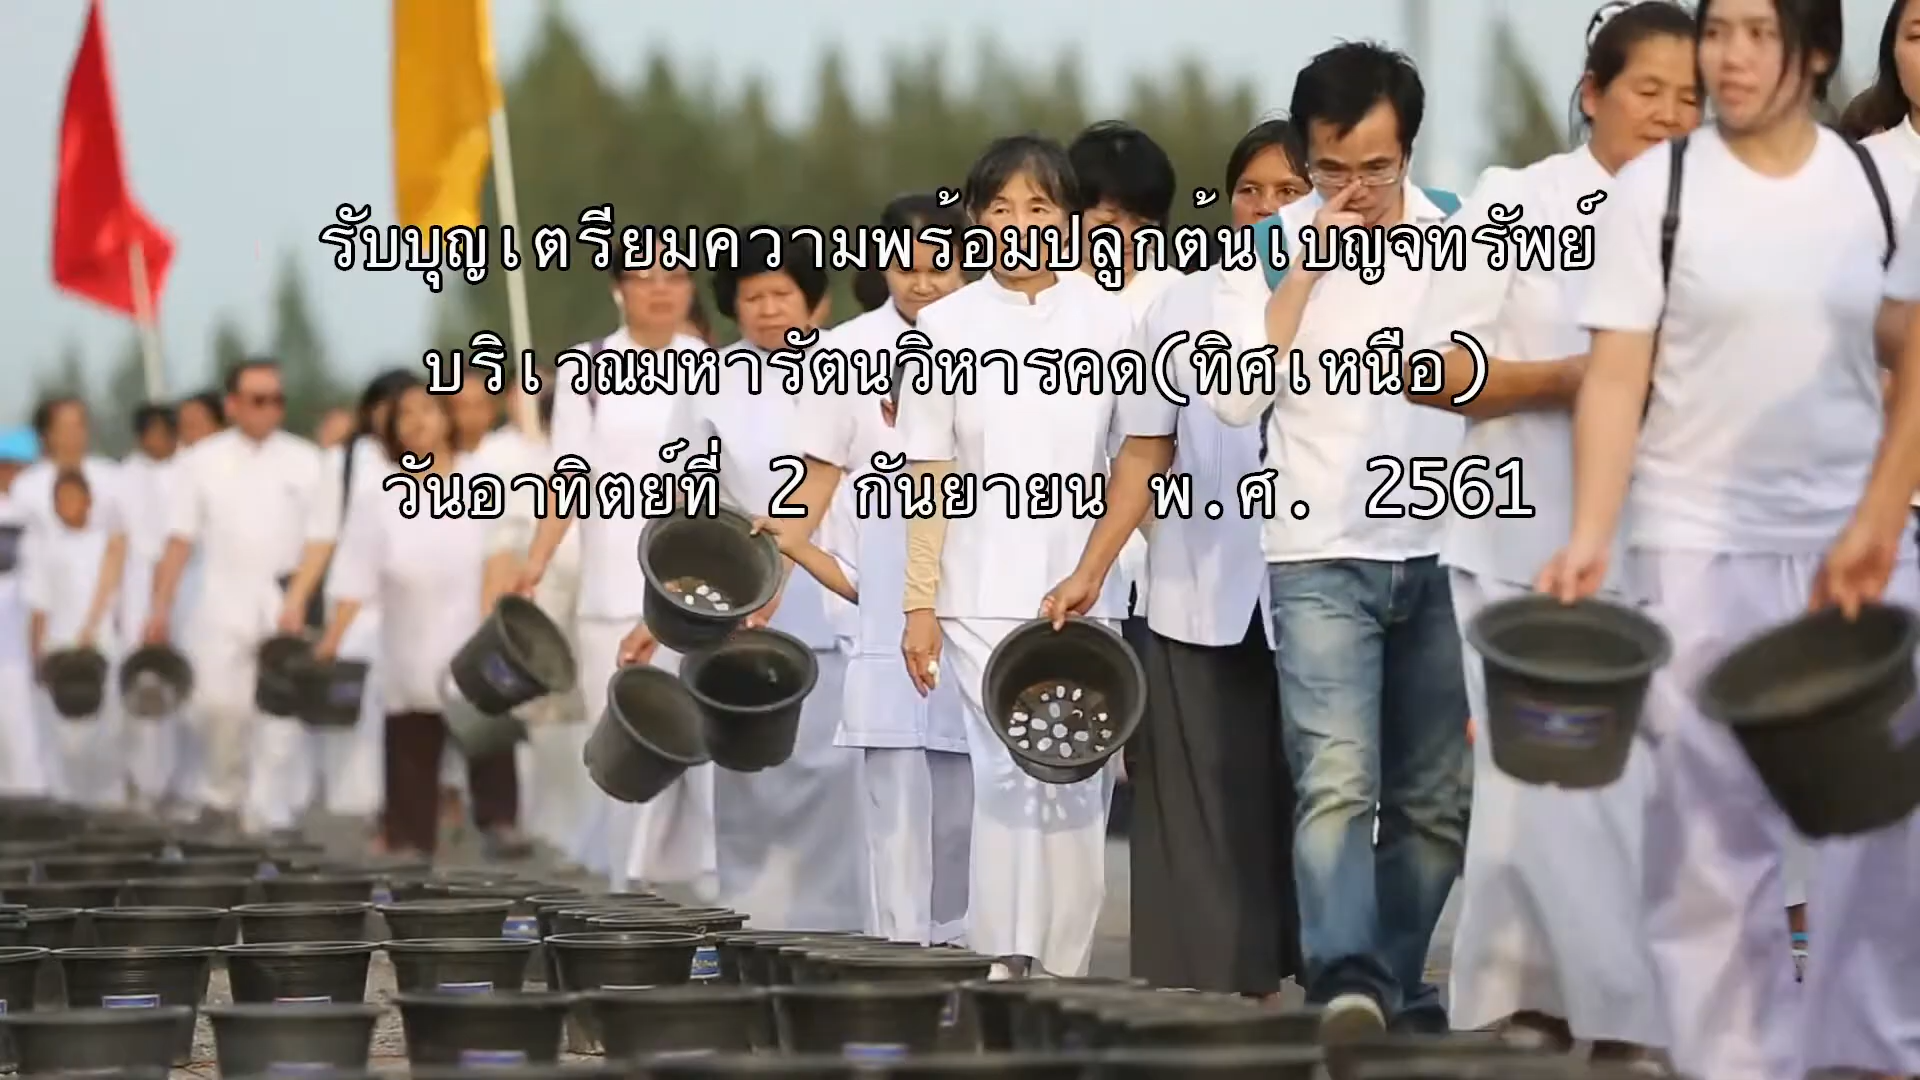 รับบุญเตรียมความพร้อมปลูกต้นเบญจทรัพย์
บริเวณมหารัตนวิหารคด(ทิศเหนือ)
วันอาทิตย์ที่ 2 กันยายน พ.ศ. 2561